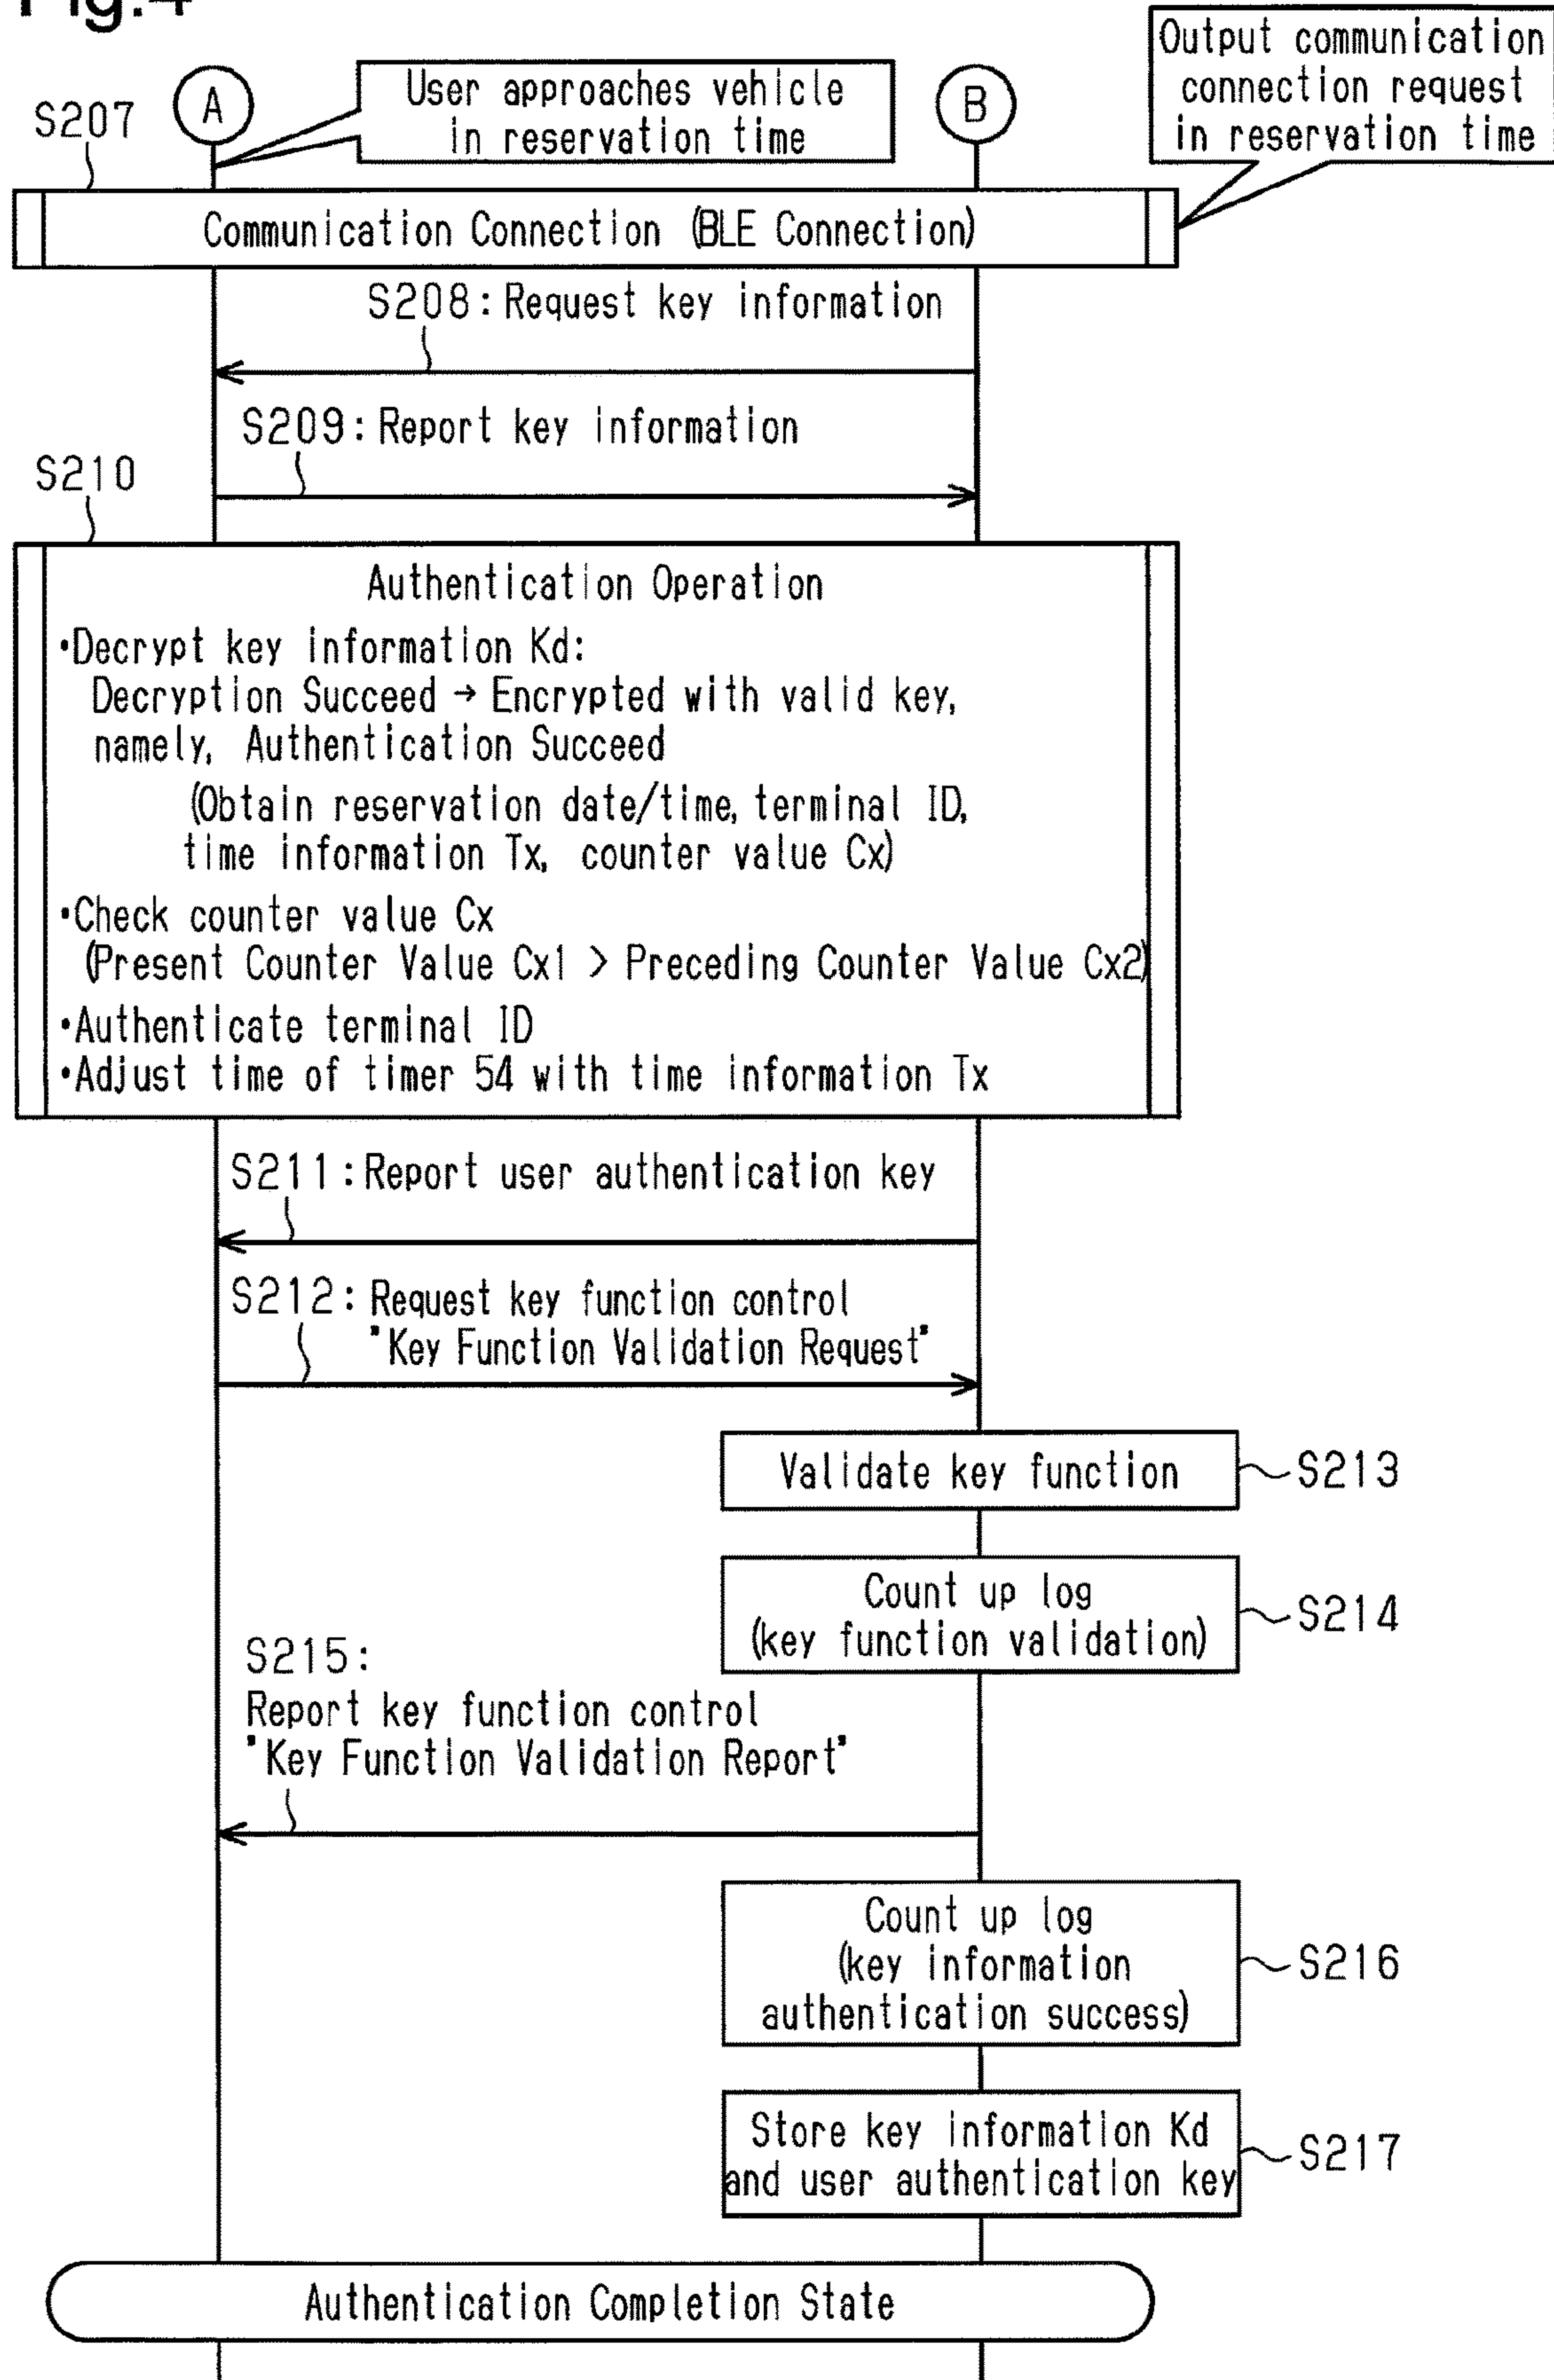 Fig.4
Output communication
connection request
in reservation time
S207
A
User approaches vehicle
in reservation time
B
Communication Connection (BLE Connection)
S208: Request key information
S209: Report key information
S210
Authentication Operation
•Decrypt key information Kd:
Decryption Succeed → Encrypted with valid key,
namely, Authentication Succeed
(Obtain reservation date/time, terminal ID,
time information Tx, counter value Cx)
•Check counter value Cx
(Present Counter Value Cx1 > Preceding Counter Value Cx2)
•Authenticate terminal ID
•Adjust time of timer 54 with time information Tx
S211: Report user authentication key
S212: Request key function control
"Key Function Validation Request"
Validate key function
S213
Count up log
(key function validation)
S214
S215:
Report key function control
"Key Function Validation Report"
Count up log
(key information
authentication success)
S216
Store key information Kd
and user authentication key
S217
Authentication Completion State